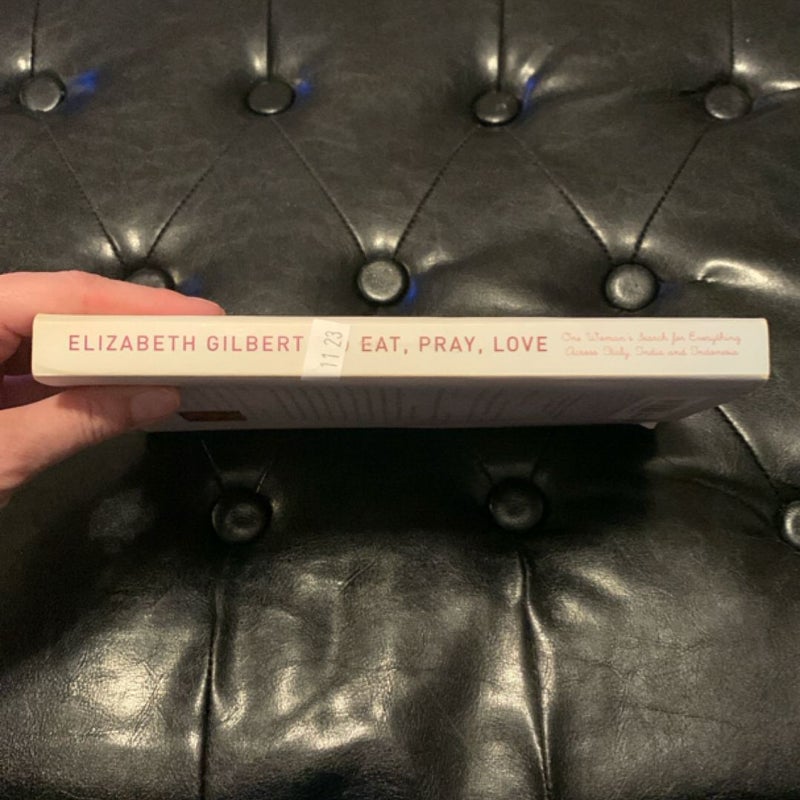 ELIZABETH GILBERT
11 23
EAT, PRAY, LOVE
One Woman's Search for Everything
Across Italy, India and Indonesia